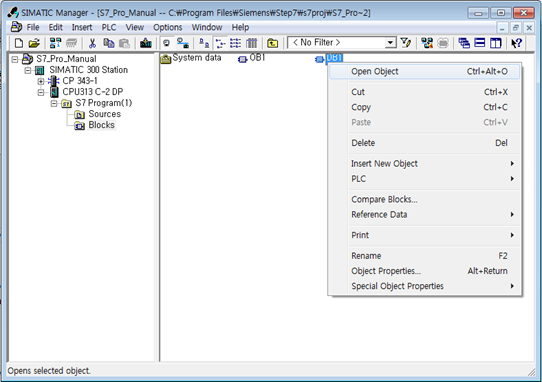 SIMATIC Manager - [S7_Pro_Manual -- C:₩Program Files₩Siemens₩Step7₩s7proj₩S7_Pro~2]
File Edit Insert PLC View Options Window Help
< No Filter >
S7_Pro_Manual
SIMATIC 300 Station
CP 343-1
CPU313 C-2 DP
S7 Program(1)
Sources
Blocks
System data OB1 DB1
Open Object Ctrl+Alt+O
Cut Ctrl+X
Copy Ctrl+C
Paste Ctrl+V
Delete Del
Insert New Object
PLC
Compare Blocks...
Reference Data
Print
Rename F2
Object Properties... Alt+Return
Special Object Properties
Opens selected object.